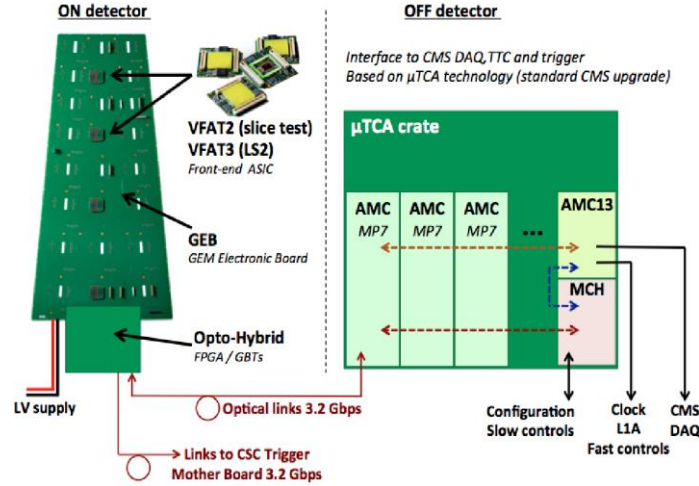 ON detector
OFF detector
Interface to CMS DAQ,TTC and trigger
Based on µTCA technology (standard CMS upgrade)
VFAT2 (slice test)
VFAT3 (LS2)
Front-end ASIC
GEB
GEM Electronic Board
Opto-Hybrid
FPGA / GBTs
LV supply
Optical links 3.2 Gbps
Links to CSC Trigger
Mother Board 3.2 Gbps
µTCA crate
AMC
MP7
AMC
MP7
AMC
MP7
...
AMC13
MCH
Configuration
Slow controls
Clock
L1A
Fast controls
CMS
DAQ